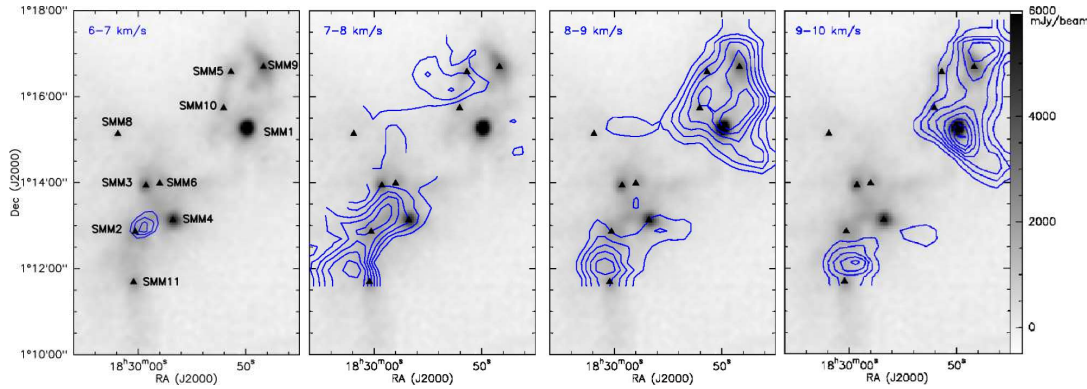 6-7 km/s
7-8 km/s
8-9 km/s
9-10 km/s
SMM9
SMM5
SMM10
SMM8
SMM1
SMM3
SMM6
SMM2
SMM4
SMM11
1°18'00"
1°16'00"
1°14'00"
1°12'00"
1°10'00"
Dec (J2000)
18ʰ30ᵐ00ˢ 50ˢ
RA (J2000)
18ʰ30ᵐ00ˢ 50ˢ
RA (J2000)
18ʰ30ᵐ00ˢ 50ˢ
RA (J2000)
18ʰ30ᵐ00ˢ 50ˢ
RA (J2000)
5000
mJy/beam
4000
2000
0